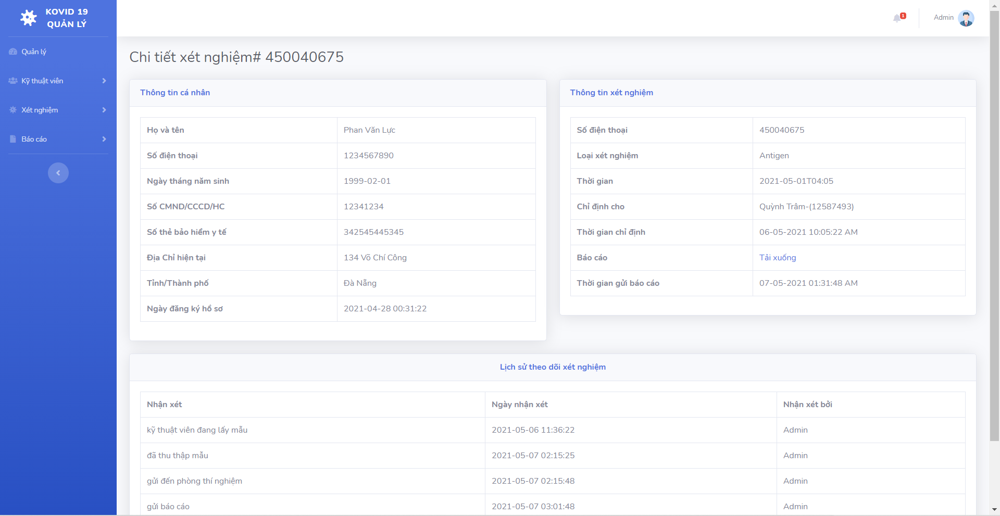 KOVID 19
QUẢN LÝ
Quản lý
Kỹ thuật viên
Xét nghiệm
Báo cáo
1
Admin
Chi tiết xét nghiệm# 450040675
Thông tin cá nhân
Họ và tên Phan Văn Lực
Số điện thoại 1234567890
Ngày tháng năm sinh 1999-02-01
Số CMND/CCCD/HC 12341234
Số thẻ bảo hiểm y tế 342545445345
Địa Chỉ hiện tại 134 Võ Chí Công
Tỉnh/Thành phố Đà Nẵng
Ngày đăng ký hồ sơ 2021-04-28 00:31:22
Thông tin xét nghiệm
Số điện thoại 450040675
Loại xét nghiệm Antigen
Thời gian 2021-05-01T04:05
Chỉ định cho Quỳnh Trâm-(12587493)
Thời gian chỉ định 06-05-2021 10:05:22 AM
Báo cáo Tải xuống
Thời gian gửi báo cáo 07-05-2021 01:31:48 AM
Lịch sử theo dõi xét nghiệm
Nhận xét Ngày nhận xét Nhận xét bởi
kỹ thuật viên đang lấy mẫu 2021-05-06 11:36:22 Admin
đã thu thập mẫu 2021-05-07 02:15:25 Admin
gửi đến phòng thí nghiệm 2021-05-07 02:15:48 Admin
gửi báo cáo 2021-05-07 03:01:48 Admin